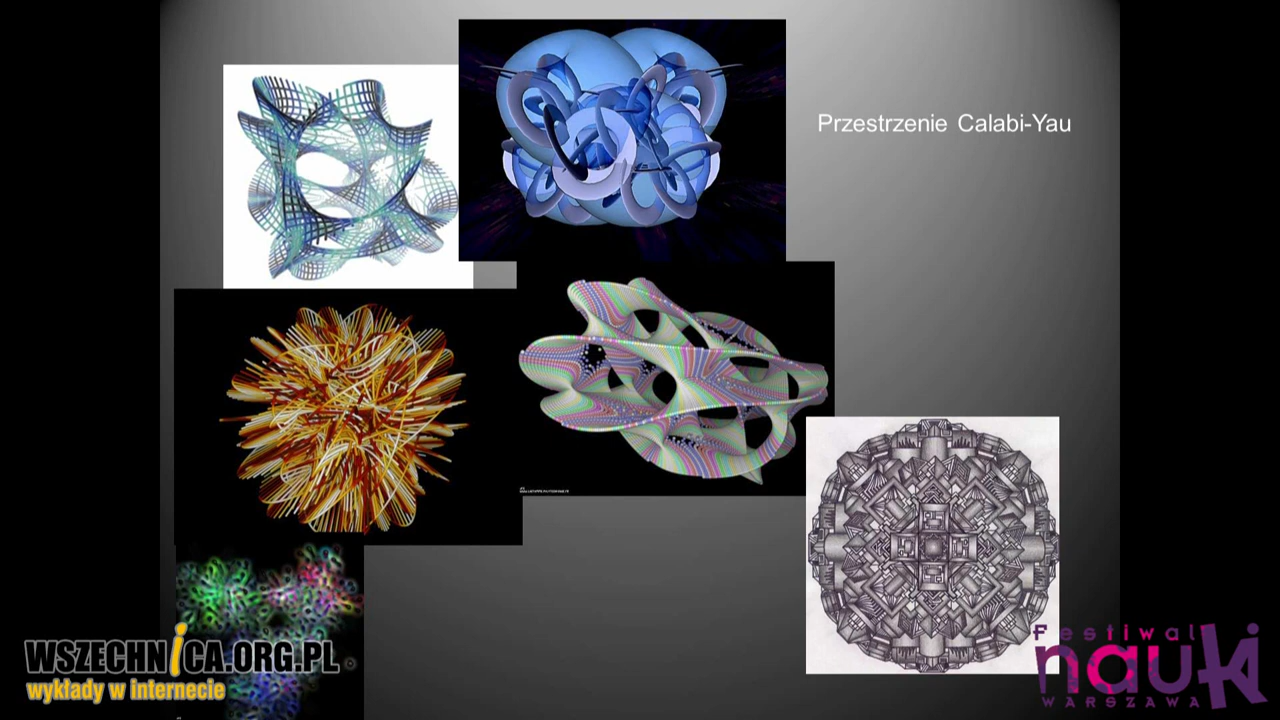 Przestrzenie Calabi-Yau
WSZECHNICA.ORG.PL
wykłady w internecie
Festiwal
nauki
WARSZAWA